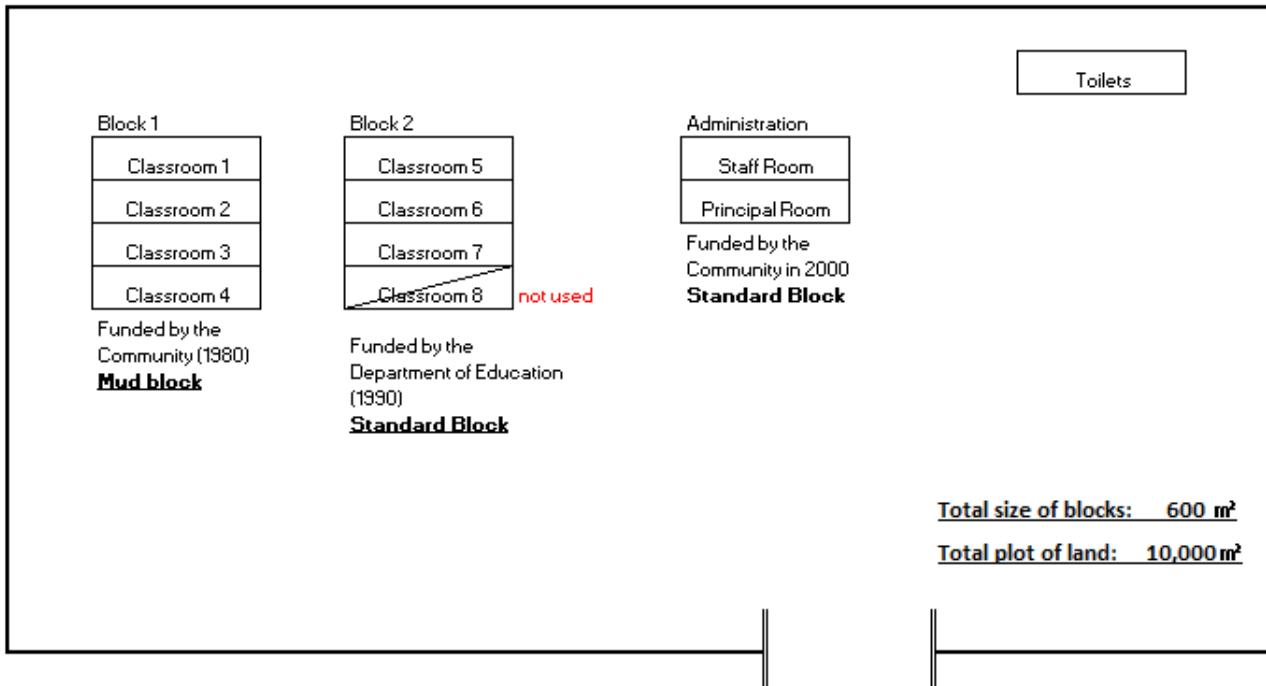 Toilets
Block 1
Classroom 1
Classroom 2
Classroom 3
Classroom 4
Funded by the
Community (1980)
Mud block
Block 2
Classroom 5
Classroom 6
Classroom 7
Classroom 8
not used
Funded by the
Department of Education
(1990)
Standard Block
Administration
Staff Room
Principal Room
Funded by the
Community in 2000
Standard Block
Total size of blocks: 600 m²
Total plot of land: 10,000 m²